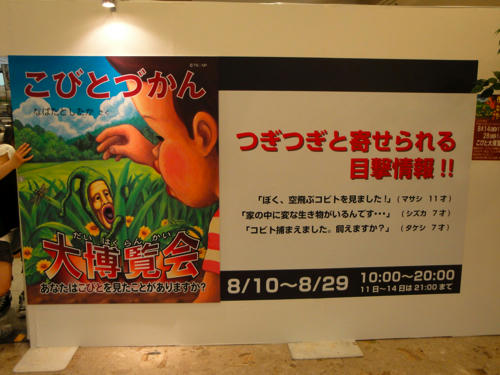 ©TN/NP
こびとづかん
なばたとしたか
だい はくらん かい
大博覧会
あなたはこびとを見たことがありますか?
つぎつぎと寄せられる
目撃情報!!
「ぼく、空飛ぶコビトを見ました!」(マサシ 11才)
「家の中に変な生き物がいるんです・・・」(シズカ 7才)
「コビト捕まえました。飼えますか?」(タケシ 7才)
8/10〜8/29 10:00〜20:00
11日〜14日は21:00まで